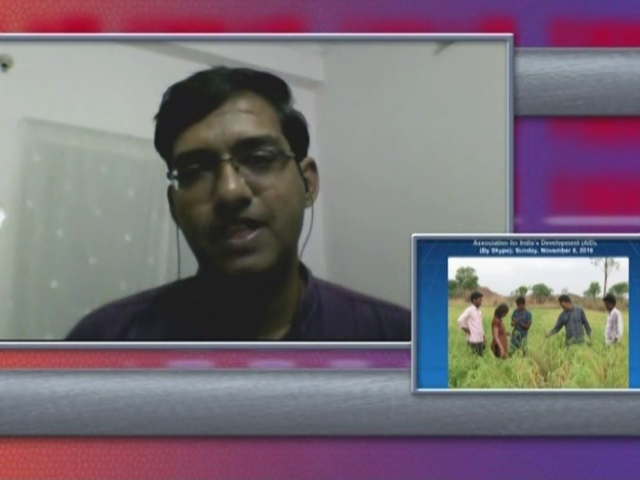 Association for India's Development (AID)
(By Skype); Sunday, November 6, 2016